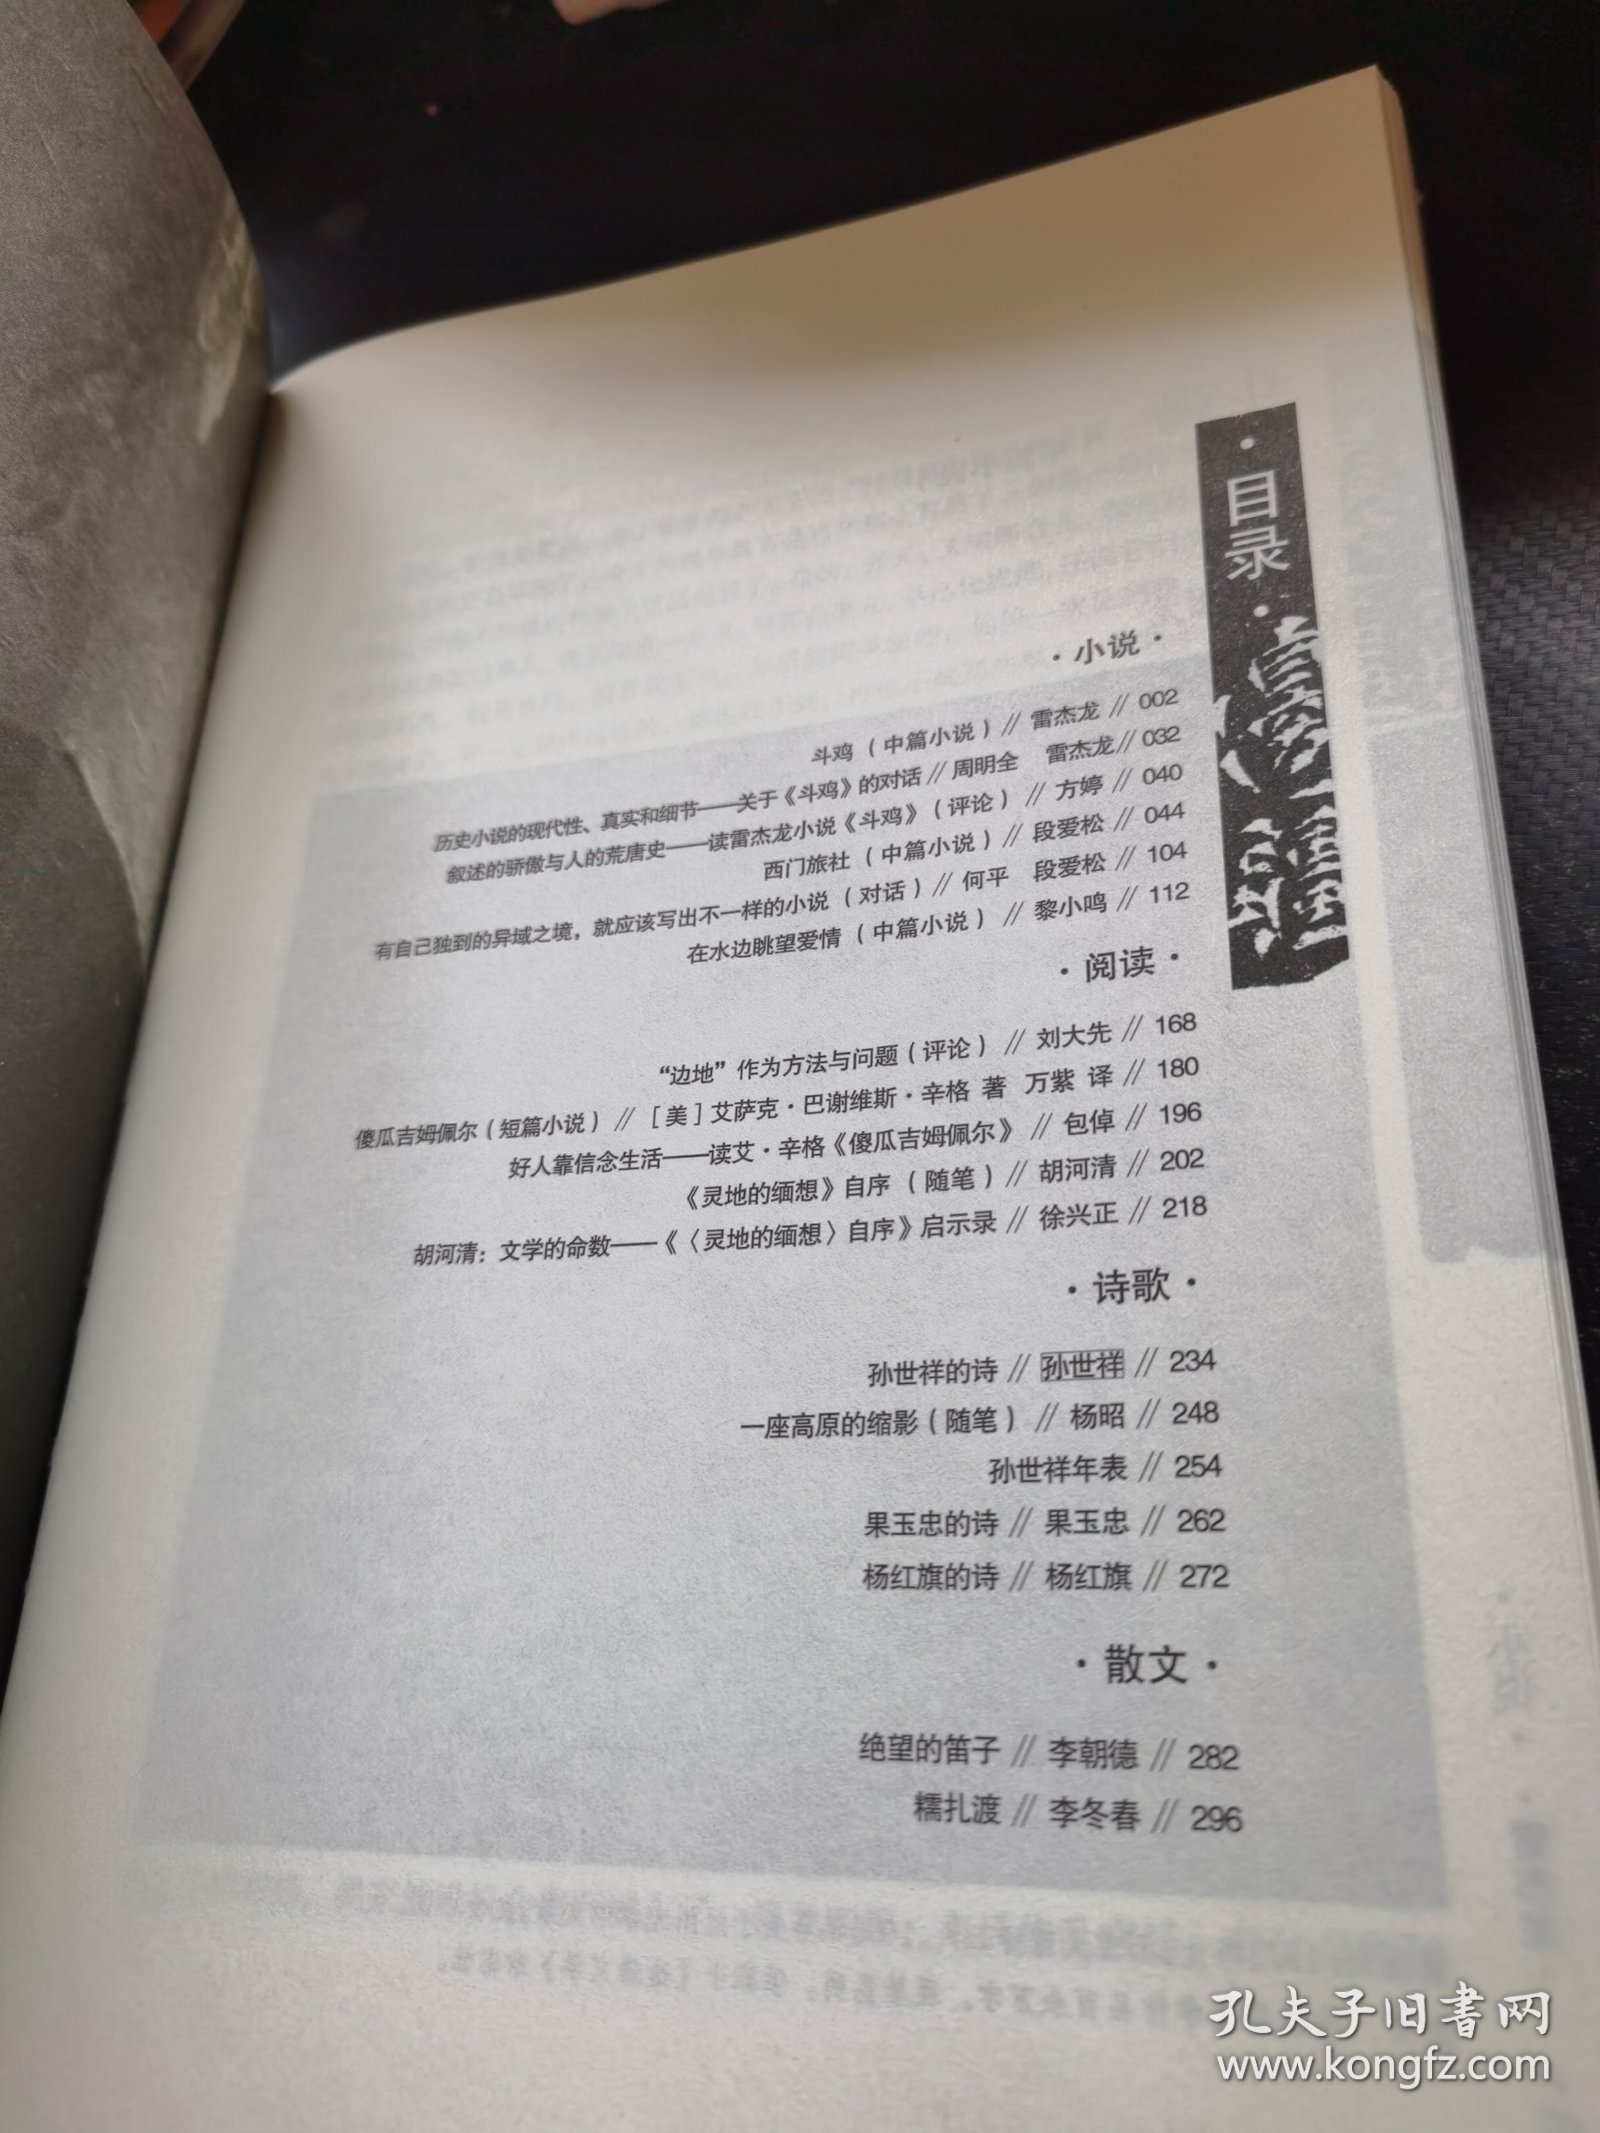 ·目录·
·小说·
斗鸡（中篇小说）// 雷杰龙 // 002
历史小说的现代性、真实和细节——关于《斗鸡》的对话 // 周明全　雷杰龙// 032
叙述的骄傲与人的荒唐史——读雷杰龙小说《斗鸡》（评论） // 方婷 // 040
西门旅社（中篇小说）// 段爱松 // 044
有自己独到的异域之境，就应该写出不一样的小说（对话）// 何平　段爱松 // 104
在水边眺望爱情（中篇小说） // 黎小鸣 // 112
·阅读·
“边地”作为方法与问题（评论） // 刘大先 // 168
傻瓜吉姆佩尔（短篇小说） // ［美］艾萨克·巴谢维斯·辛格 著　万紫 译 // 180
好人靠信念生活——读艾·辛格《傻瓜吉姆佩尔》 // 包倬 // 196
《灵地的缅想》自序（随笔）// 胡河清 // 202
胡河清：文学的命数——《〈灵地的缅想〉自序》启示录 // 徐兴正 // 218
·诗歌·
孙世祥的诗 // 孙世祥 // 234
一座高原的缩影（随笔） // 杨昭 // 248
孙世祥年表 // 254
果玉忠的诗 // 果玉忠 // 262
杨红旗的诗 // 杨红旗 // 272
·散文·
绝望的笛子 // 李朝德 // 282
糯扎渡 // 李冬春 // 296
孔夫子旧书网
www.kongfz.com